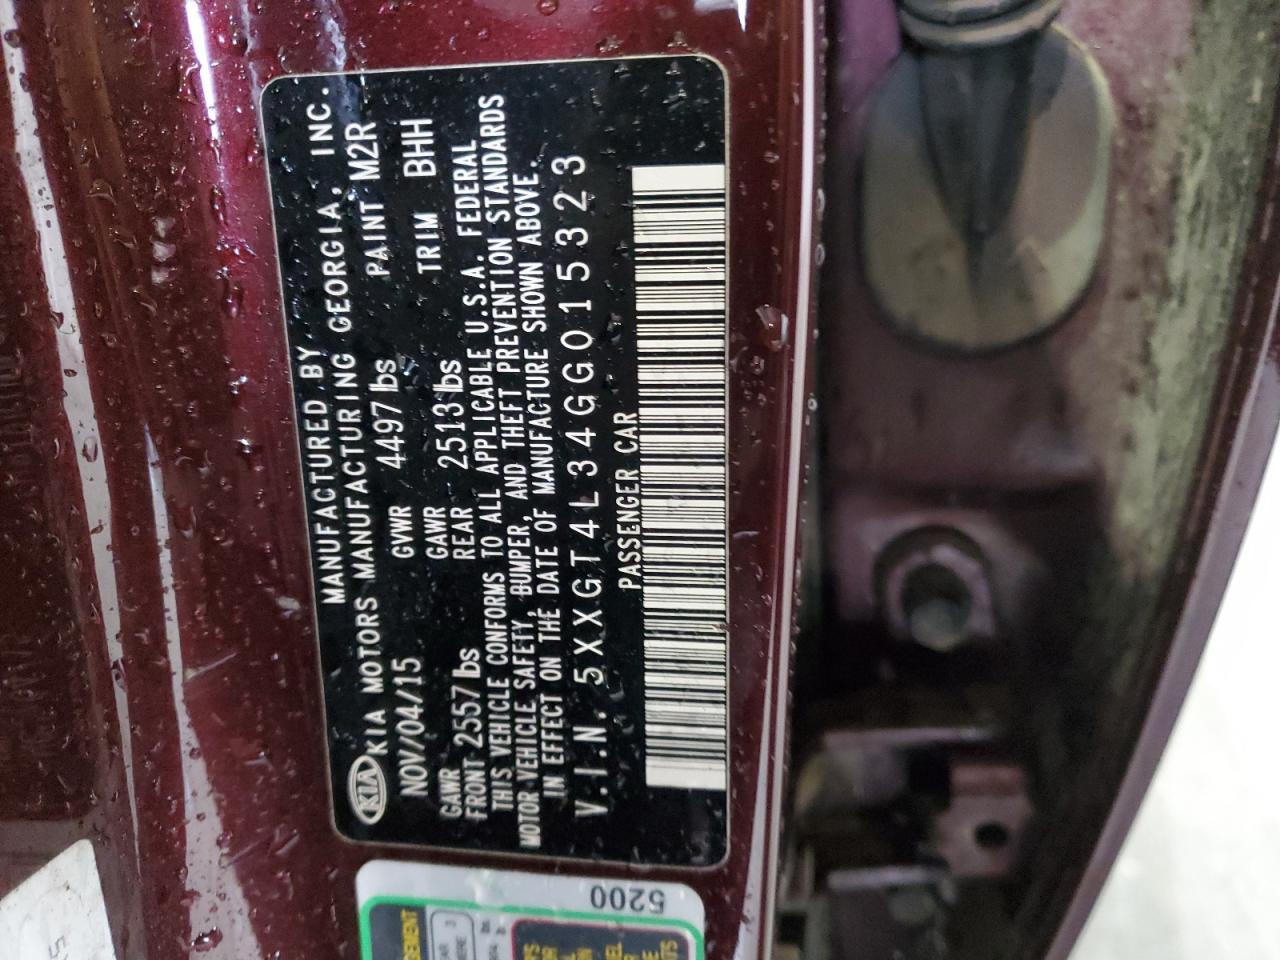 MANUFACTURED BY
KIA KIA MOTORS MANUFACTURING GEORGIA, INC.
NOV/04/15 GVWR 4497 lbs PAINT M2R
GAWR GAWR TRIM BHH
FRONT 2557 lbs REAR 2513 lbs
THIS VEHICLE CONFORMS TO ALL APPLICABLE U.S.A. FEDERAL
MOTOR VEHICLE SAFETY, BUMPER, AND THEFT PREVENTION STANDARDS
IN EFFECT ON THE DATE OF MANUFACTURE SHOWN ABOVE.
V.I.N. 5XXGT4L34GG015323
PASSENGER CAR
5200